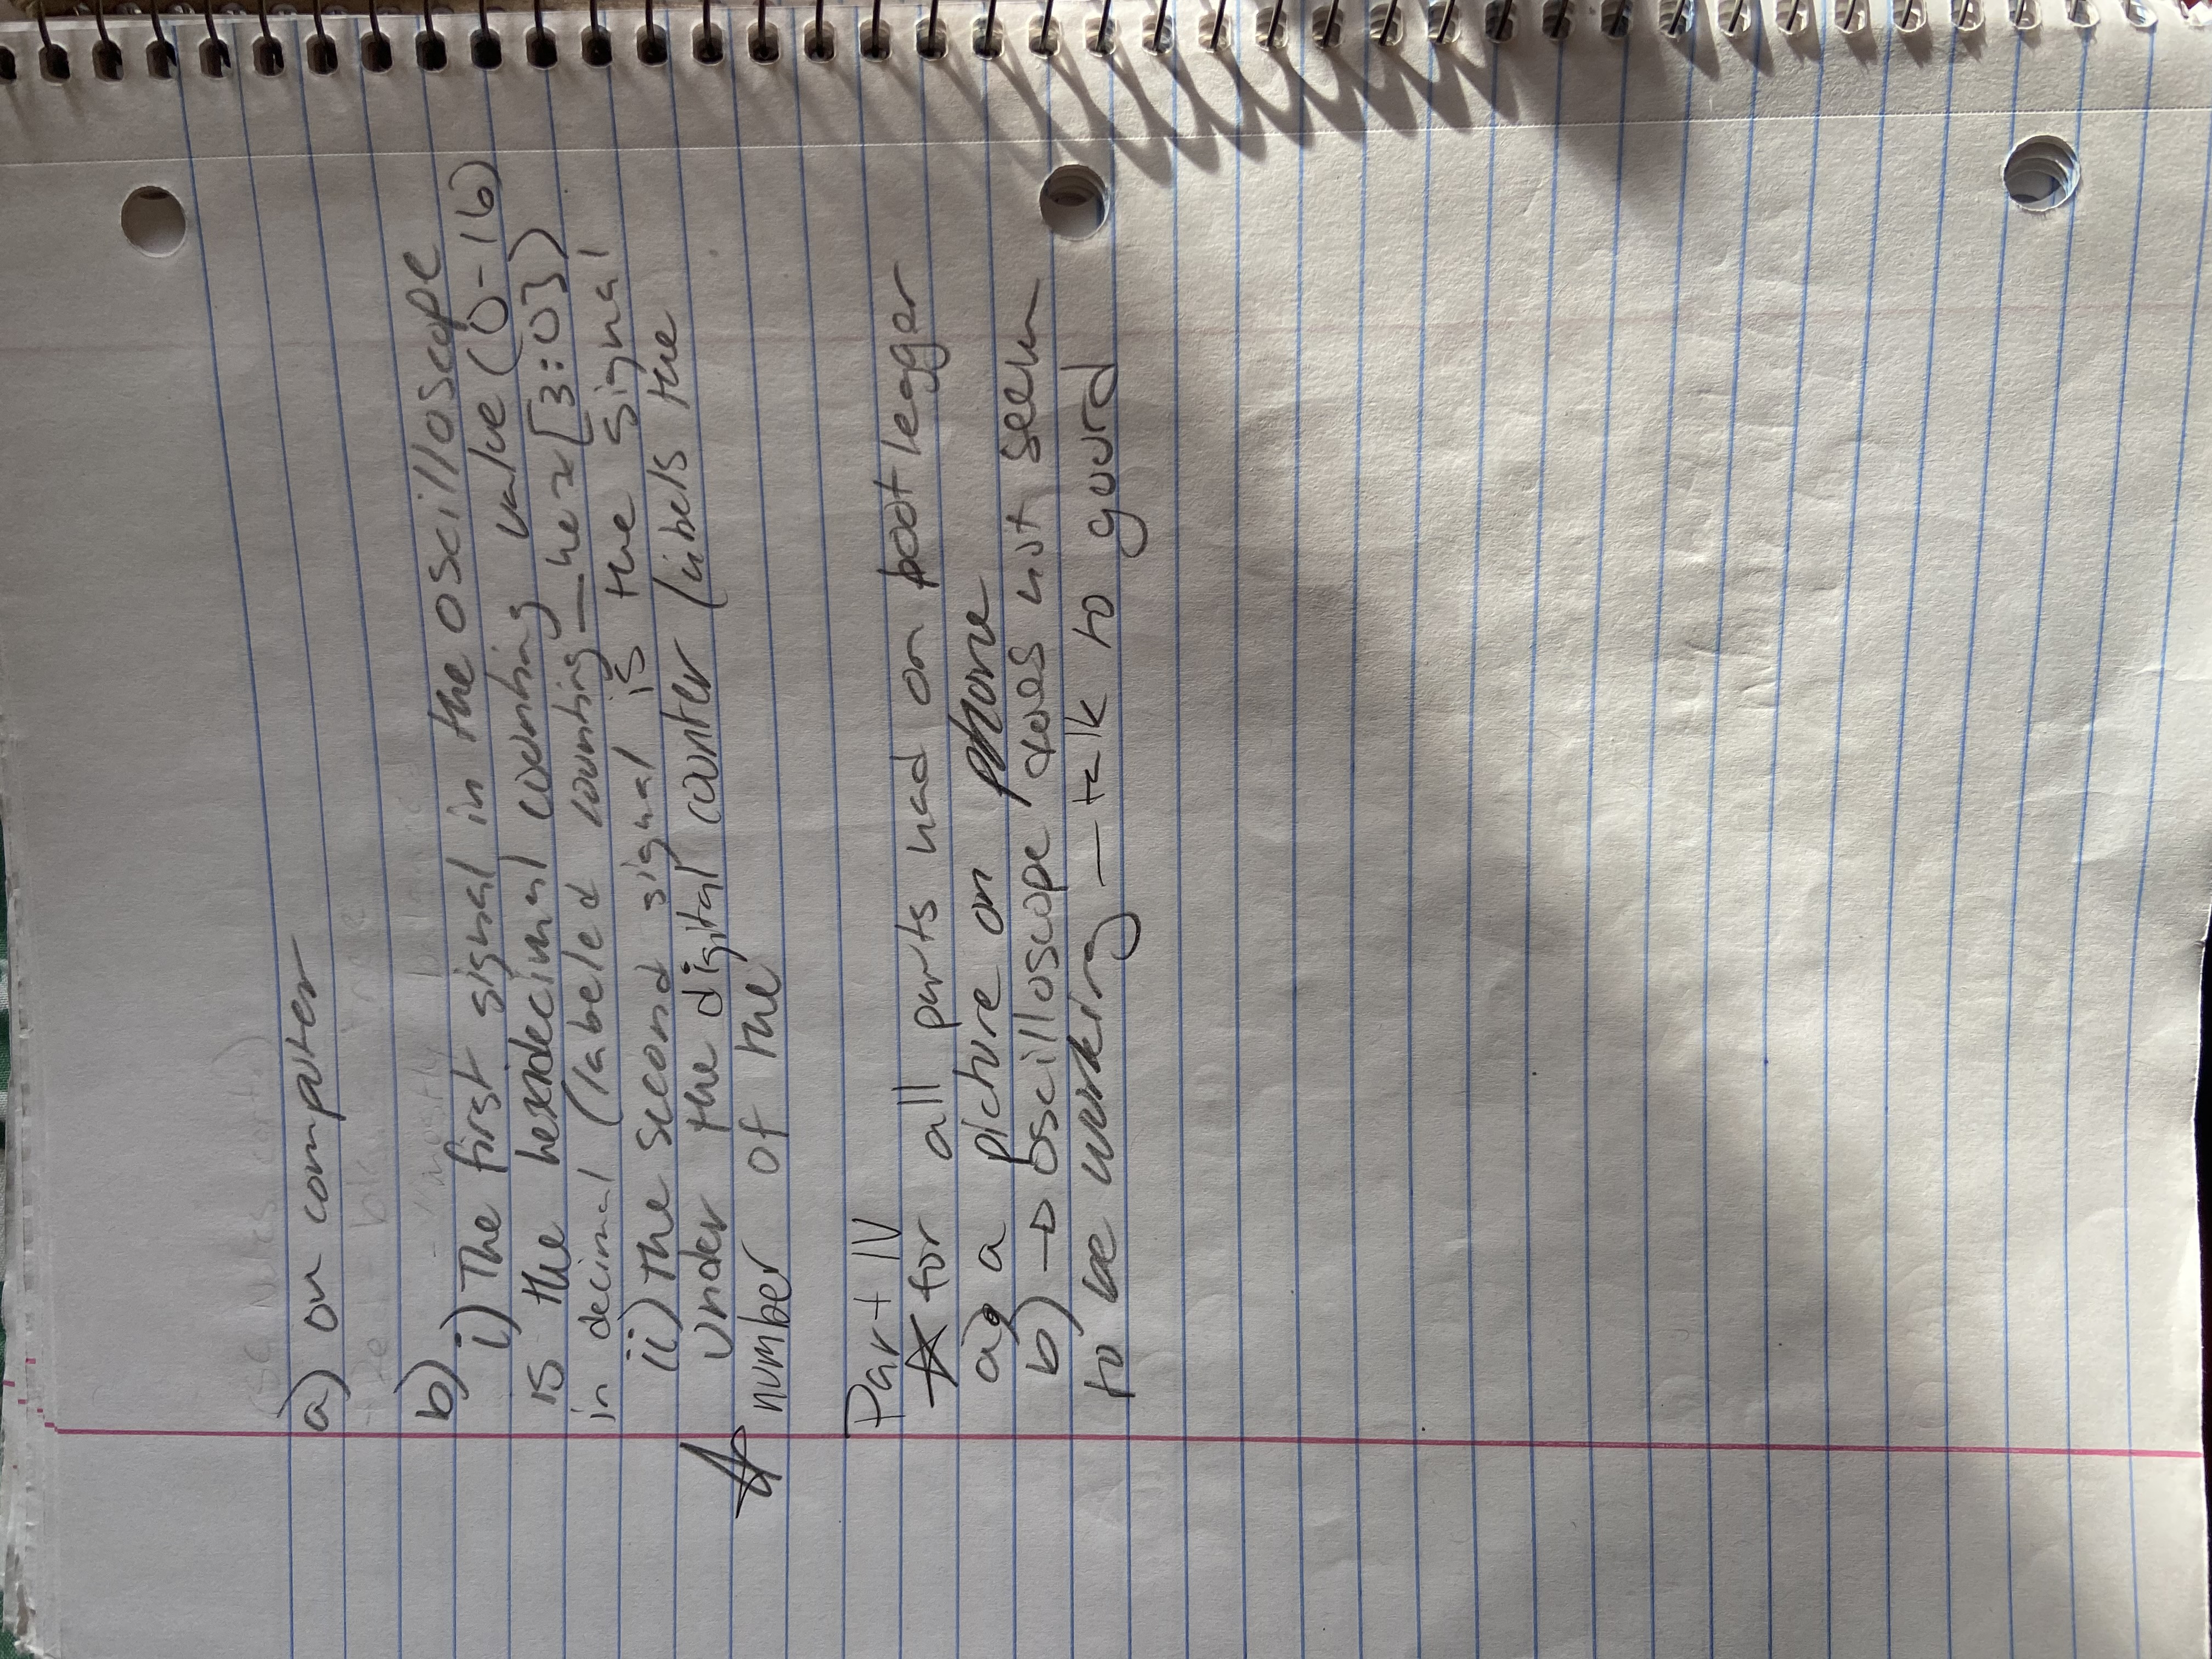 a) on computer
b)
i) The first signal in the oscilloscope
is the hexidecimal counting value (0-16)
in decimal (labeled counting_hex[3:0])
ii) the second signal is the signal
under the digital counter (labels the
number of the
Part IV
for all parts had on bootlegger
a) a picture on phone
b) → oscilloscope does not seem
to be working - talk to